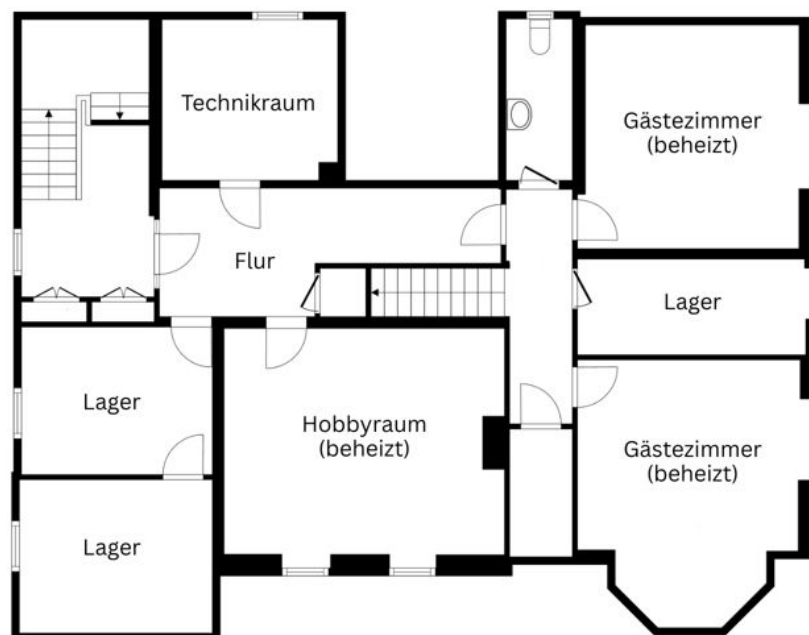 Technikraum
Gästezimmer
(beheizt)
Flur
Lager
Lager
Hobbyraum
(beheizt)
Gästezimmer
(beheizt)
Lager